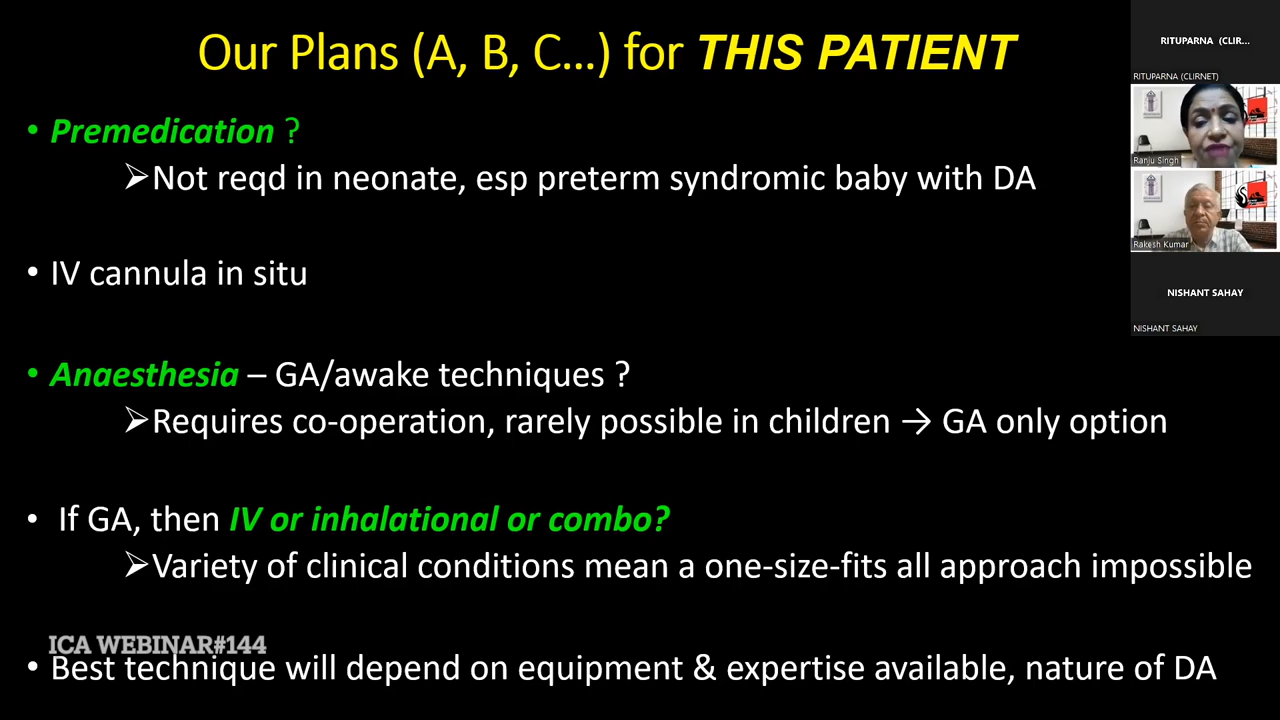 Our Plans (A, B, C…) for THIS PATIENT
• Premedication ?
➢Not reqd in neonate, esp preterm syndromic baby with DA
• IV cannula in situ
• Anaesthesia – GA/awake techniques ?
➢Requires co-operation, rarely possible in children → GA only option
• If GA, then IV or inhalational or combo?
➢Variety of clinical conditions mean a one-size-fits all approach impossible
ICA WEBINAR#144
• Best technique will depend on equipment & expertise available, nature of DA
RITUPARNA (CLIR...
RITUPARNA (CLIRNET)
Ranju Singh
Rakesh Kumar
NISHANT SAHAY
NISHANT SAHAY